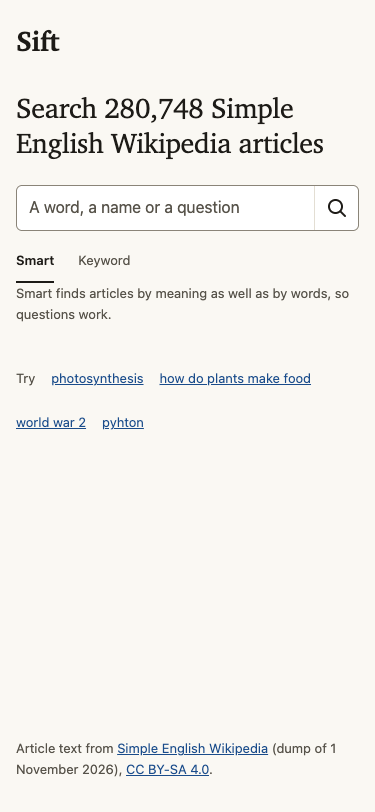 Sift
Search 280,748 Simple
English Wikipedia articles
A word, a name or a question
Smart Keyword
Smart finds articles by meaning as well as by words, so
questions work.
Try photosynthesis how do plants make food
world war 2 pyhton
Article text from Simple English Wikipedia (dump of 1
November 2026), CC BY-SA 4.0.